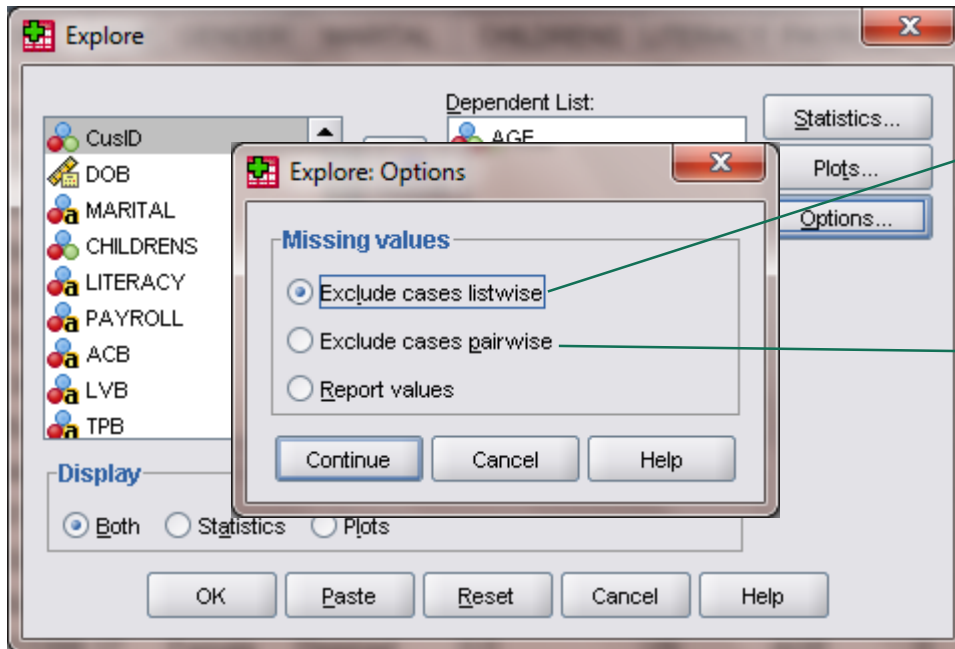 Explore
Dependent List:
AGE
CusID
DOB
MARITAL
CHILDRENS
LITERACY
PAYROLL
ACB
LVB
TPB
Statistics...
Plots...
Options...
Explore: Options
Missing values
Exclude cases listwise
Exclude cases pairwise
Report values
Continue Cancel Help
Display
Both Statistics Plots
OK Paste Reset Cancel Help